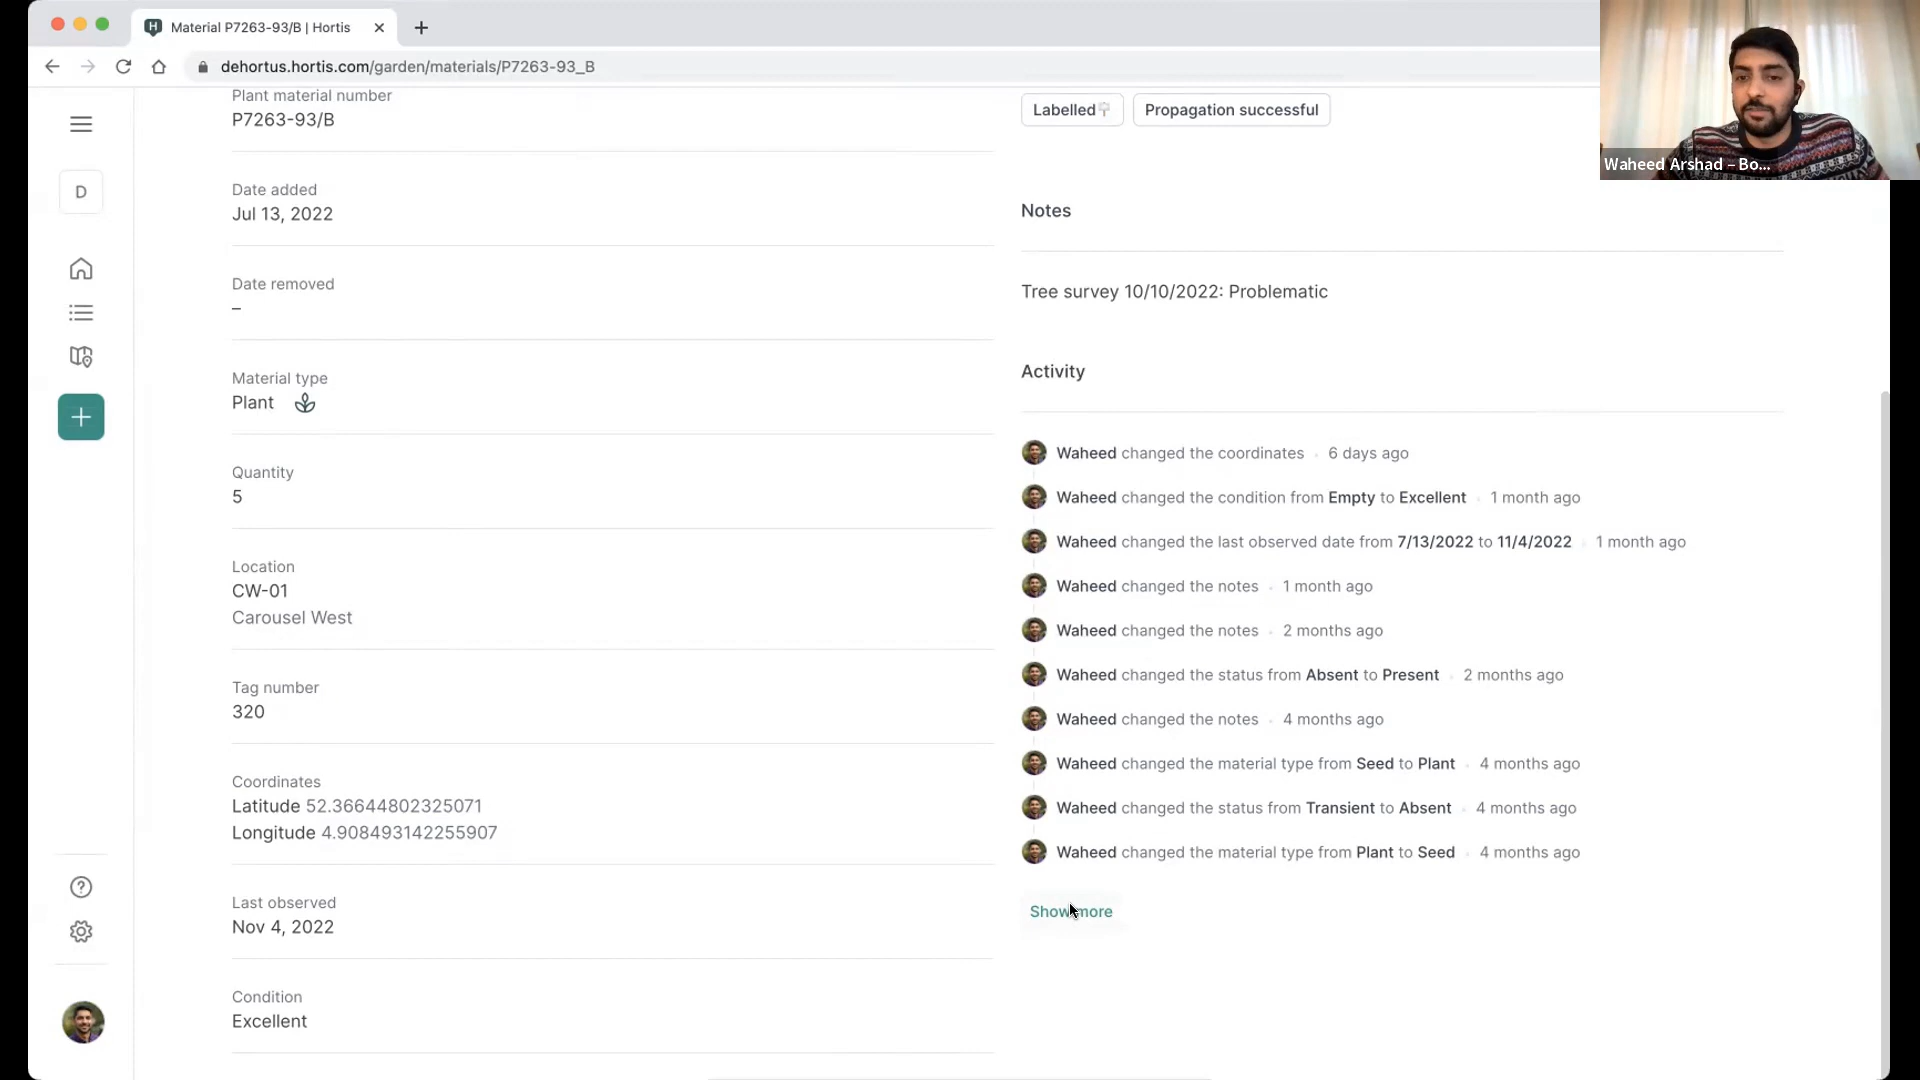 Material P7263-93/B | Hortis
dehortus.hortis.com/garden/materials/P7263-93_B
Waheed Arshad – Bo...
D
Plant material number
P7263-93/B
Date added
Jul 13, 2022
Date removed
–
Material type
Plant
Quantity
5
Location
CW-01
Carousel West
Tag number
320
Coordinates
Latitude 52.36644802325071
Longitude 4.908493142255907
Last observed
Nov 4, 2022
Condition
Excellent
Labelled
Propagation successful
Notes
Tree survey 10/10/2022: Problematic
Activity
Waheed changed the coordinates · 6 days ago
Waheed changed the condition from Empty to Excellent · 1 month ago
Waheed changed the last observed date from 7/13/2022 to 11/4/2022 · 1 month ago
Waheed changed the notes · 1 month ago
Waheed changed the notes · 2 months ago
Waheed changed the status from Absent to Present · 2 months ago
Waheed changed the notes · 4 months ago
Waheed changed the material type from Seed to Plant · 4 months ago
Waheed changed the status from Transient to Absent · 4 months ago
Waheed changed the material type from Plant to Seed · 4 months ago
Show more